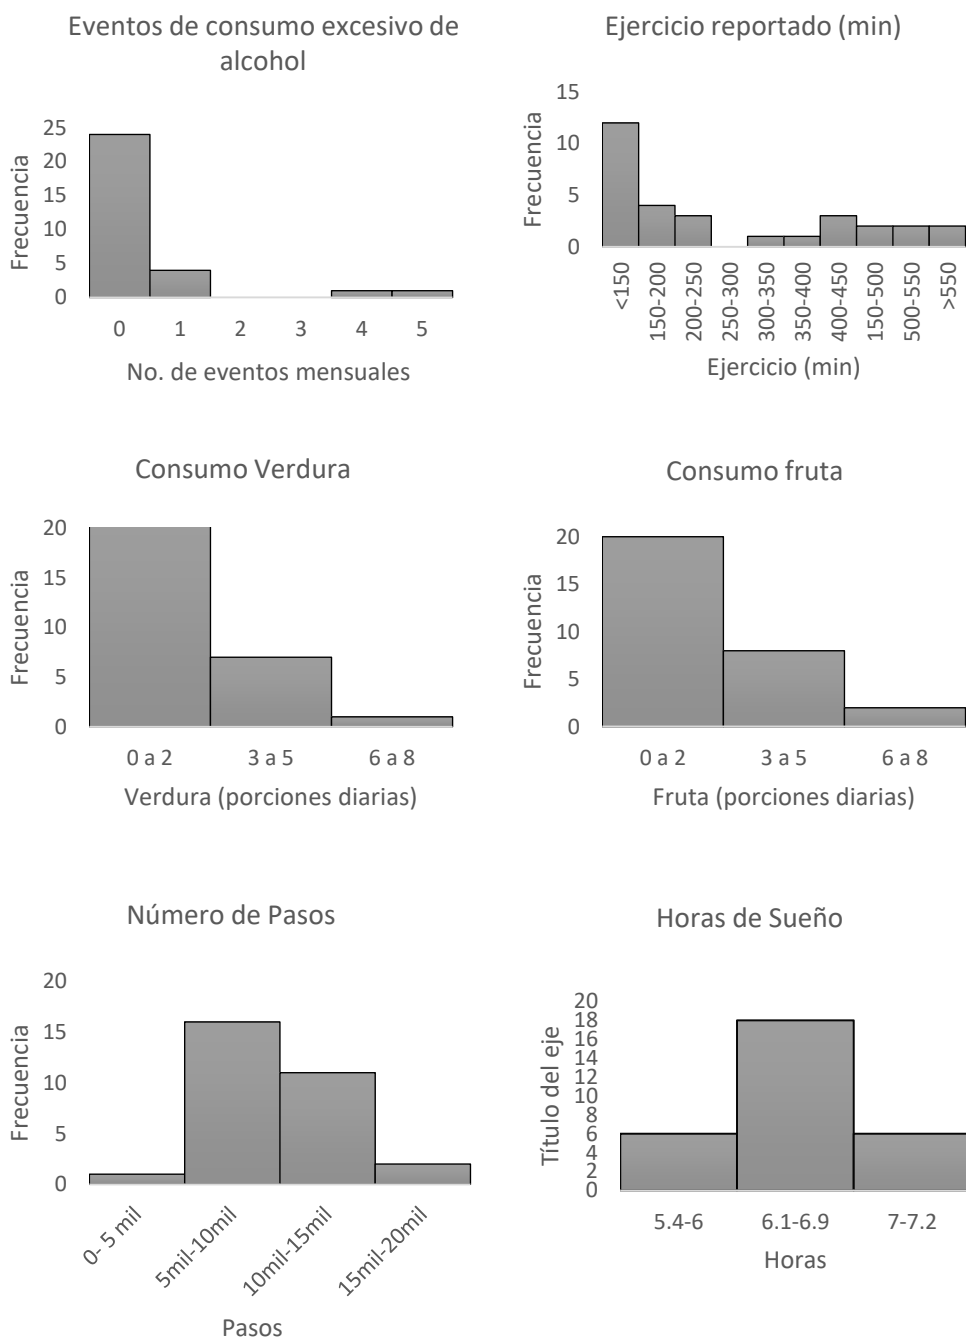 Eventos de consumo excesivo de
alcohol
25
20
15
10
5
0
Frecuencia
0 1 2 3 4 5
No. de eventos mensuales
Ejercicio reportado (min)
15
10
5
0
Frecuencia
<150
150-200
200-250
250-300
300-350
350-400
400-450
150-500
500-550
>550
Ejercicio (min)
Consumo Verdura
20
15
10
5
0
Frecuencia
0 a 2 3 a 5 6 a 8
Verdura (porciones diarias)
Consumo fruta
20
15
10
5
0
Frecuencia
0 a 2 3 a 5 6 a 8
Fruta (porciones diarias)
Número de Pasos
20
15
10
5
0
Frecuencia
0- 5 mil
5mil-10mil
10mil-15mil
15mil-20mil
Pasos
Horas de Sueño
20
18
16
14
12
10
8
6
4
2
0
Título del eje
5.4-6 6.1-6.9 7-7.2
Horas